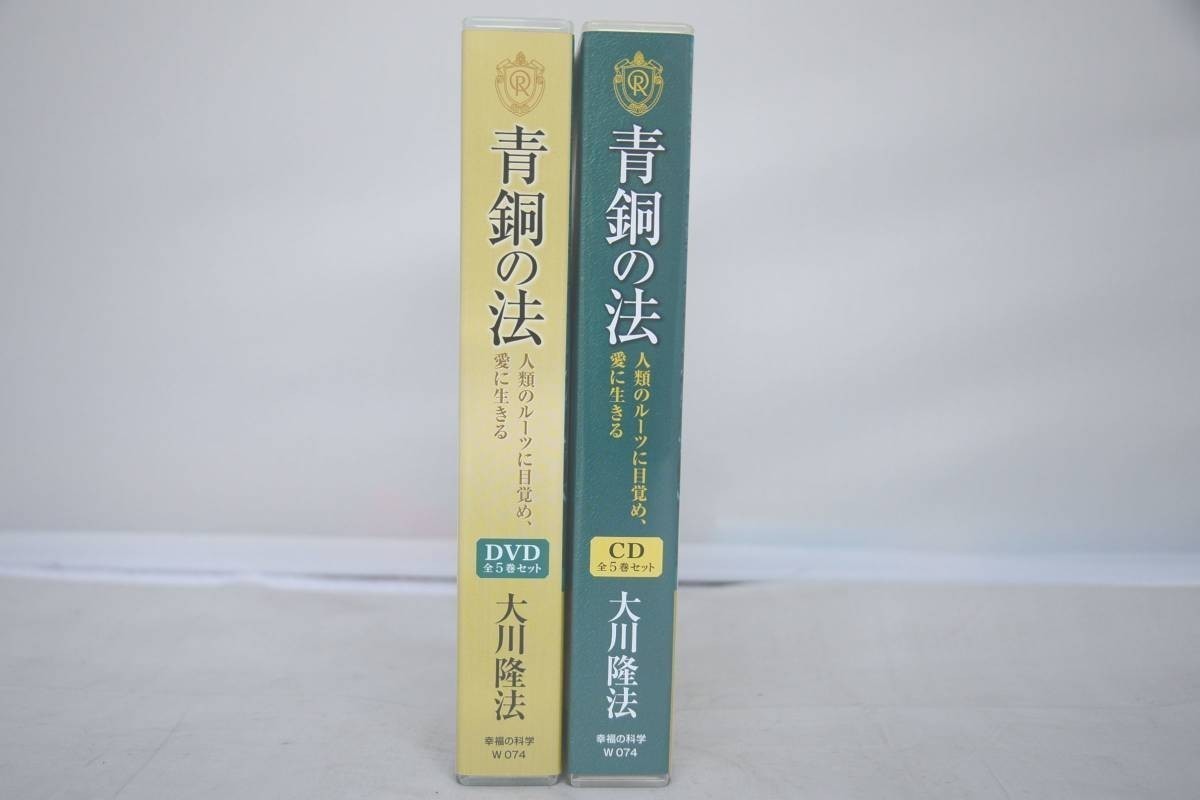 青銅の法
人類のルーツに目覚め、
愛に生きる
DVD
全5巻セット
大川隆法
幸福の科学
W 074
青銅の法
人類のルーツに目覚め、
愛に生きる
CD
全5巻セット
大川隆法
幸福の科学
W 074